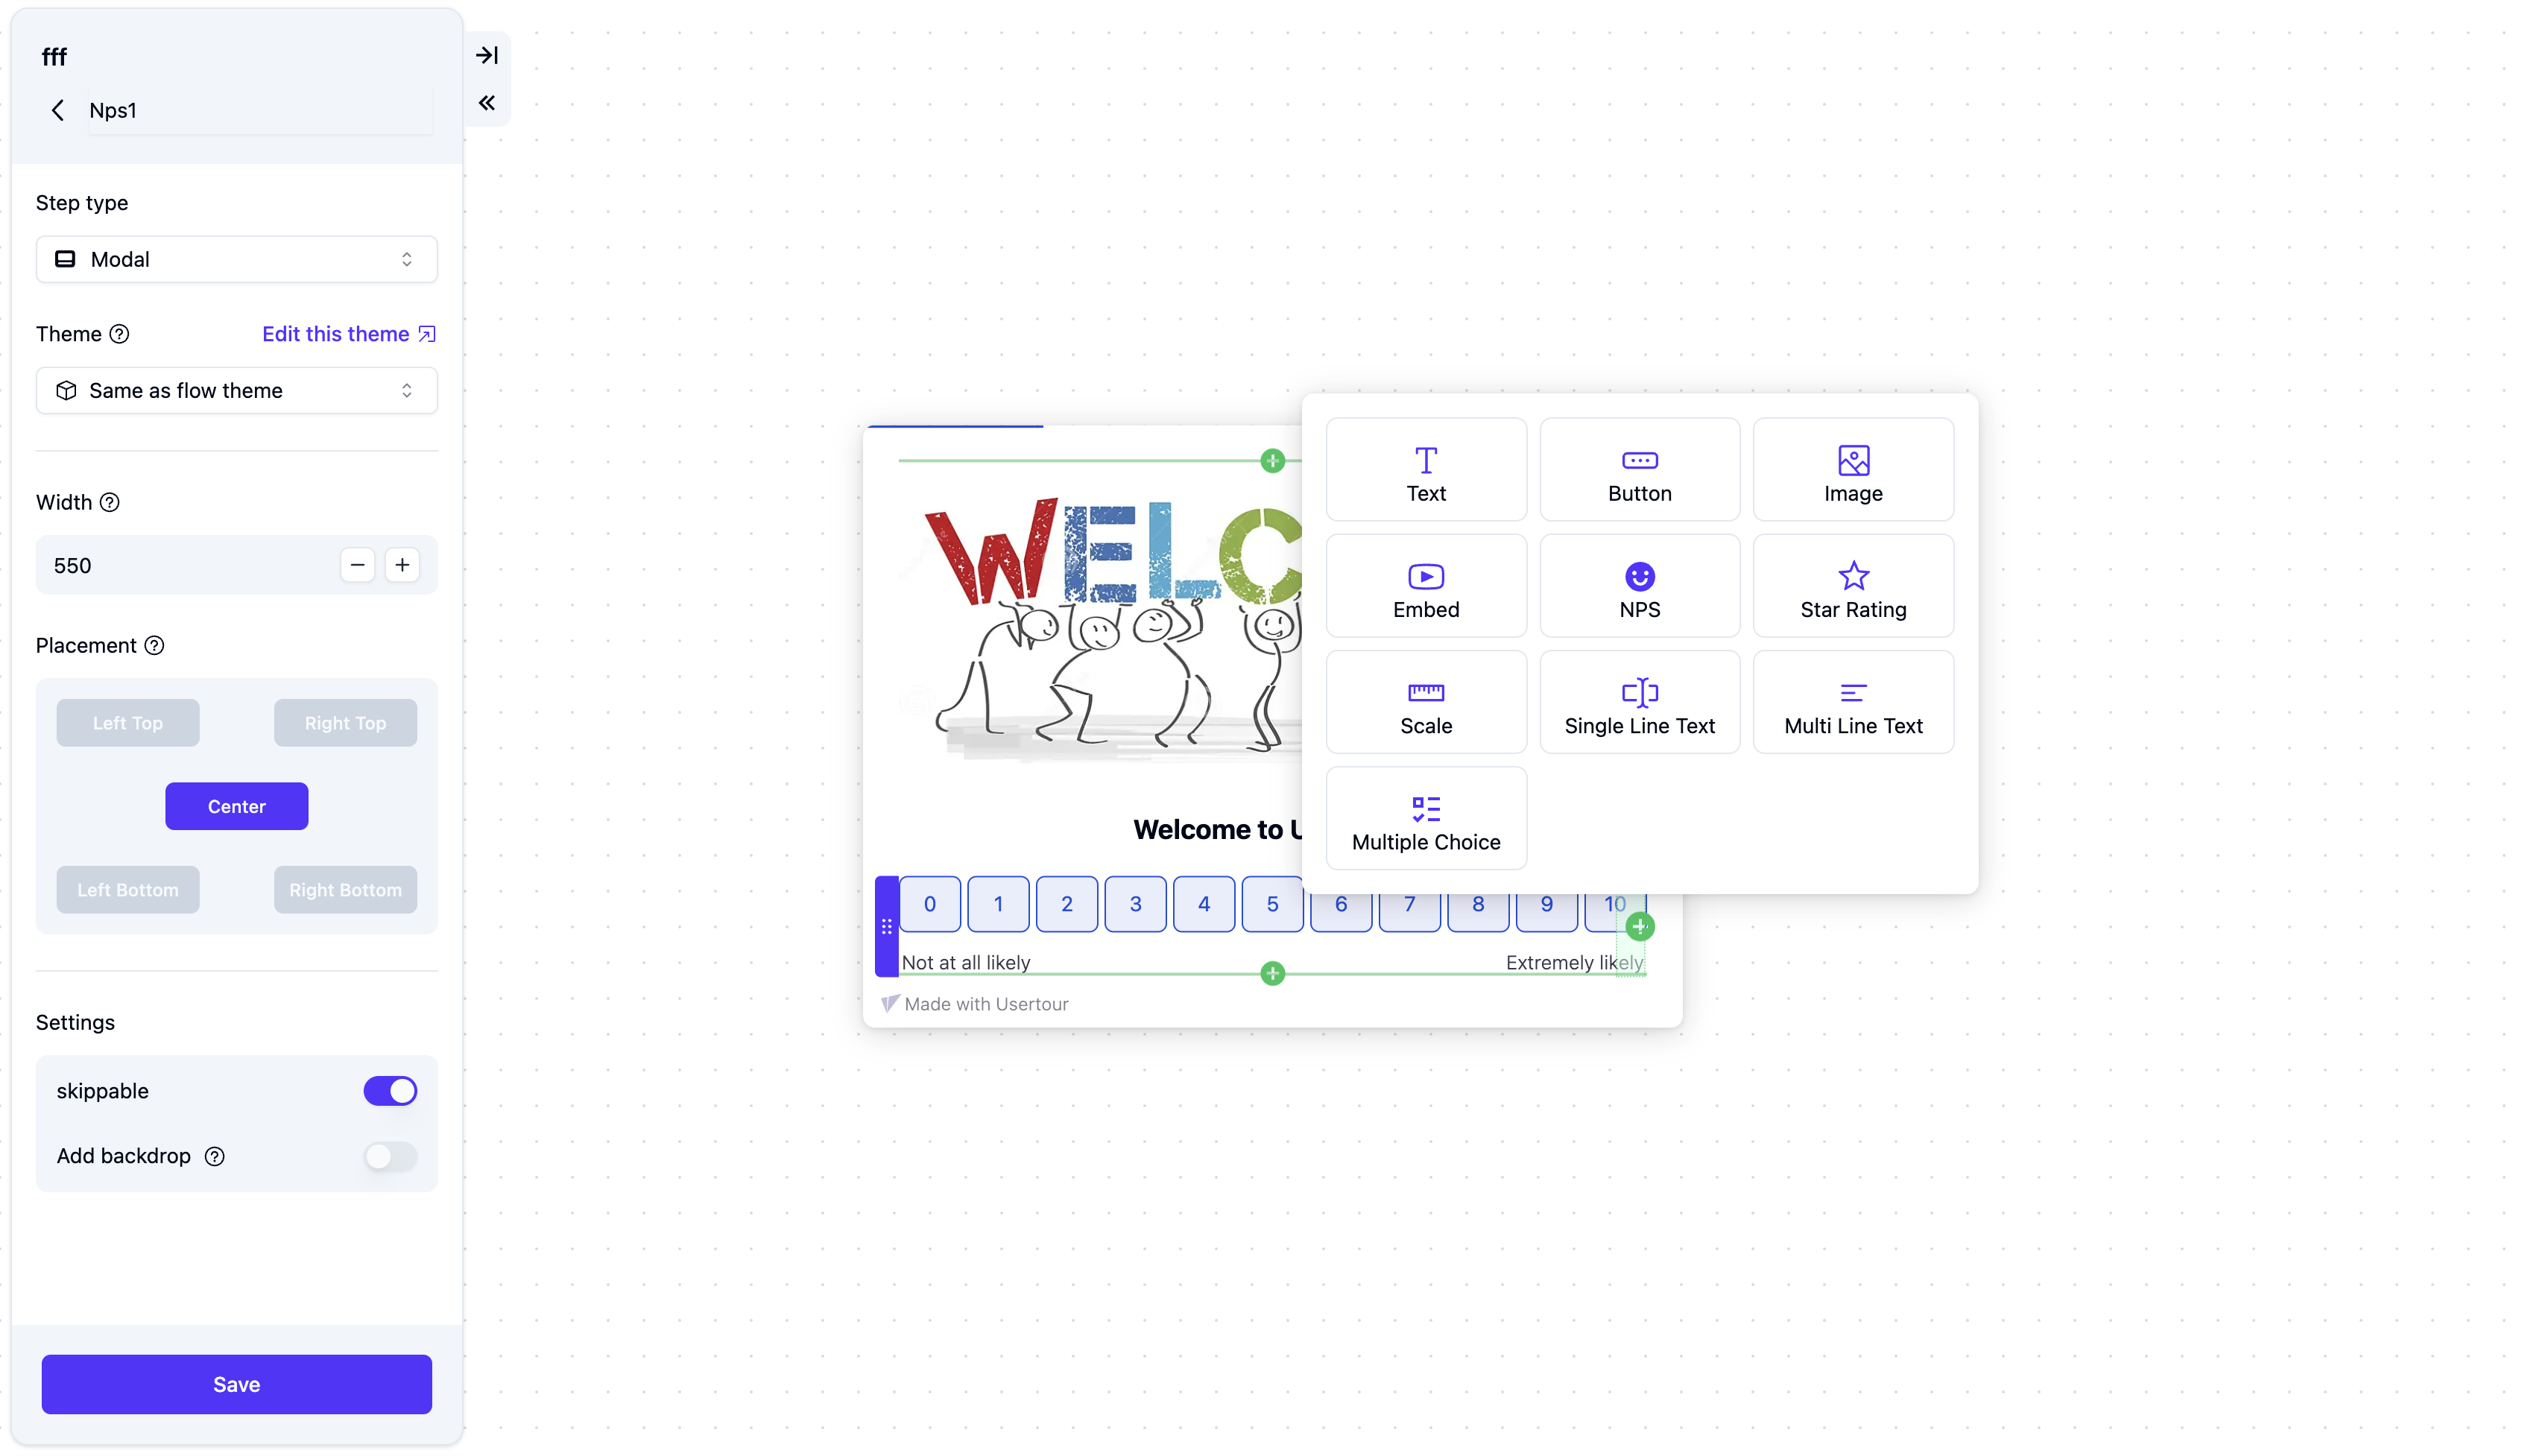 fff
Nps1
Step type
Modal
Theme
Edit this theme
Same as flow theme
Width
550
Placement
Left Top
Right Top
Center
Left Bottom
Right Bottom
Settings
skippable
Add backdrop
Save
WELC
Welcome to U
0 1 2 3 4 5 6 7 8 9 10
Not at all likely
Extremely likely
Made with Usertour
Text
Button
Image
Embed
NPS
Star Rating
Scale
Single Line Text
Multi Line Text
Multiple Choice